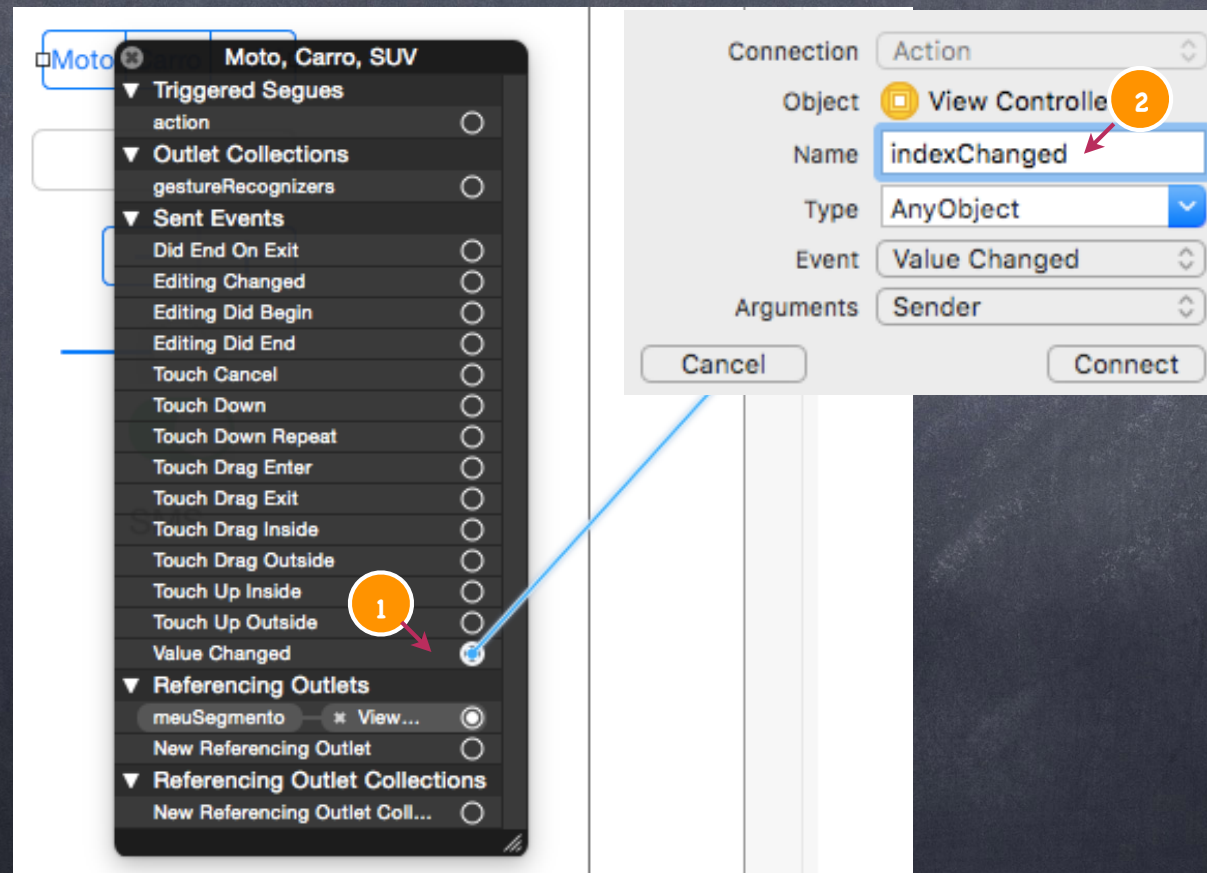 Moto
Moto, Carro, SUV
Triggered Segues
action
Outlet Collections
gestureRecognizers
Sent Events
Did End On Exit
Editing Changed
Editing Did Begin
Editing Did End
Touch Cancel
Touch Down
Touch Down Repeat
Touch Drag Enter
Touch Drag Exit
Touch Drag Inside
Touch Drag Outside
Touch Up Inside
1
Touch Up Outside
Value Changed
Referencing Outlets
meuSegmento View...
New Referencing Outlet
Referencing Outlet Collections
New Referencing Outlet Coll...
Connection Action
Object View Controlle
2
Name indexChanged
Type AnyObject
Event Value Changed
Arguments Sender
Cancel Connect